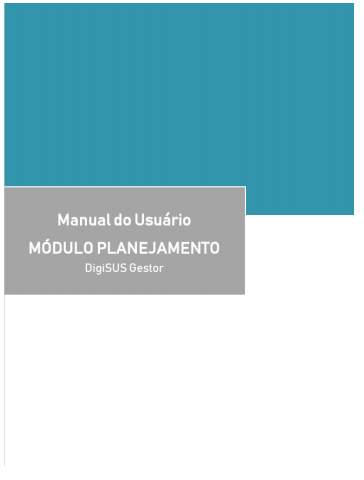 Manual do Usuário
MÓDULO PLANEJAMENTO
DigiSUS Gestor